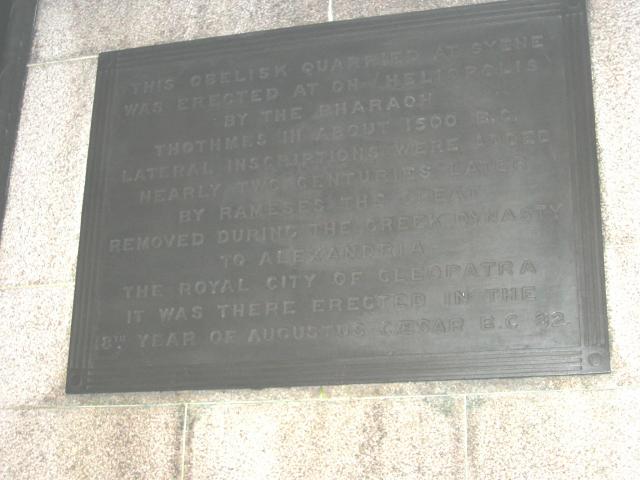 THIS OBELISK QUARRIED AT SYENE
WAS ERECTED AT ON (HELIOPOLIS
BY THE PHARAOH
THOTHMES III ABOUT 1500 B.C.
LATERAL INSCRIPTIONS WERE ADDED
NEARLY TWO CENTURIES LATER
BY RAMESES THE GREAT
REMOVED DURING THE GREEK DYNASTY
TO ALEXANDRIA
THE ROYAL CITY OF CLEOPATRA
IT WAS THERE ERECTED IN THE
18TH YEAR OF AUGUSTUS CÆSAR B.C. 12.